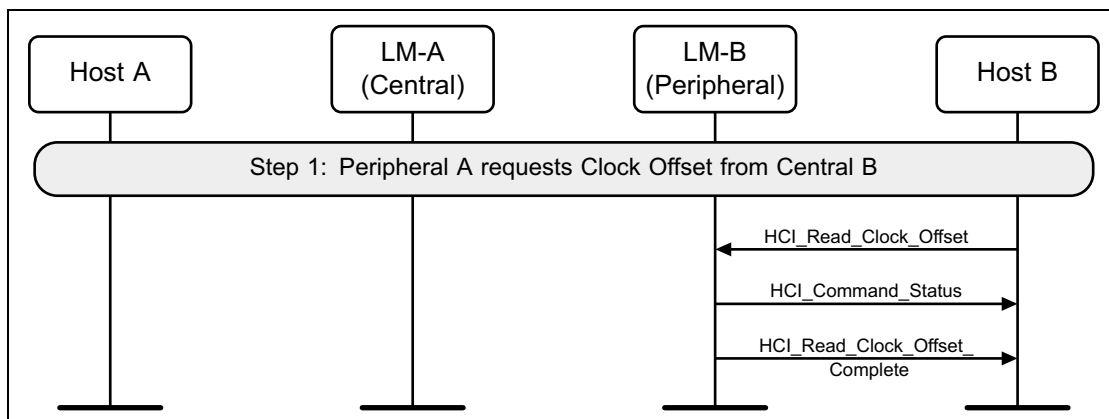 Host A
LM-A
(Central)
LM-B
(Peripheral)
Host B
Step 1: Peripheral A requests Clock Offset from Central B
HCI_Read_Clock_Offset
HCI_Command_Status
HCI_Read_Clock_Offset_
Complete